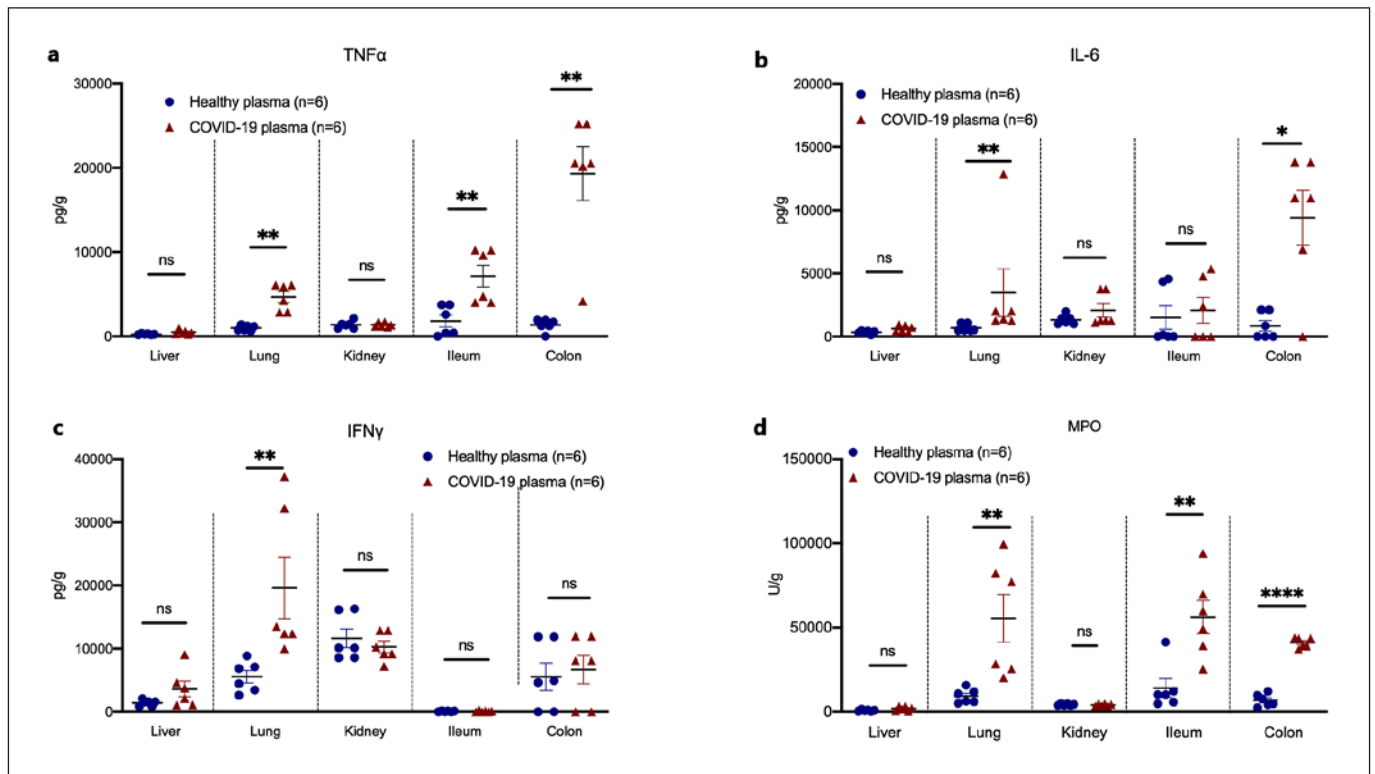 a
TNFα
30000
20000
10000
0
pg/g
Healthy plasma (n=6)
COVID-19 plasma (n=6)
ns
**
ns
**
**
Liver
Lung
Kidney
Ileum
Colon
b
IL-6
20000
15000
10000
5000
0
pg/g
Healthy plasma (n=6)
COVID-19 plasma (n=6)
ns
**
ns
ns
*
Liver
Lung
Kidney
Ileum
Colon
c
IFNγ
40000
30000
20000
10000
0
pg/g
Healthy plasma (n=6)
COVID-19 plasma (n=6)
ns
**
ns
ns
ns
Liver
Lung
Kidney
Ileum
Colon
d
MPO
150000
100000
50000
0
U/g
Healthy plasma (n=6)
COVID-19 plasma (n=6)
ns
**
ns
**
****
Liver
Lung
Kidney
Ileum
Colon